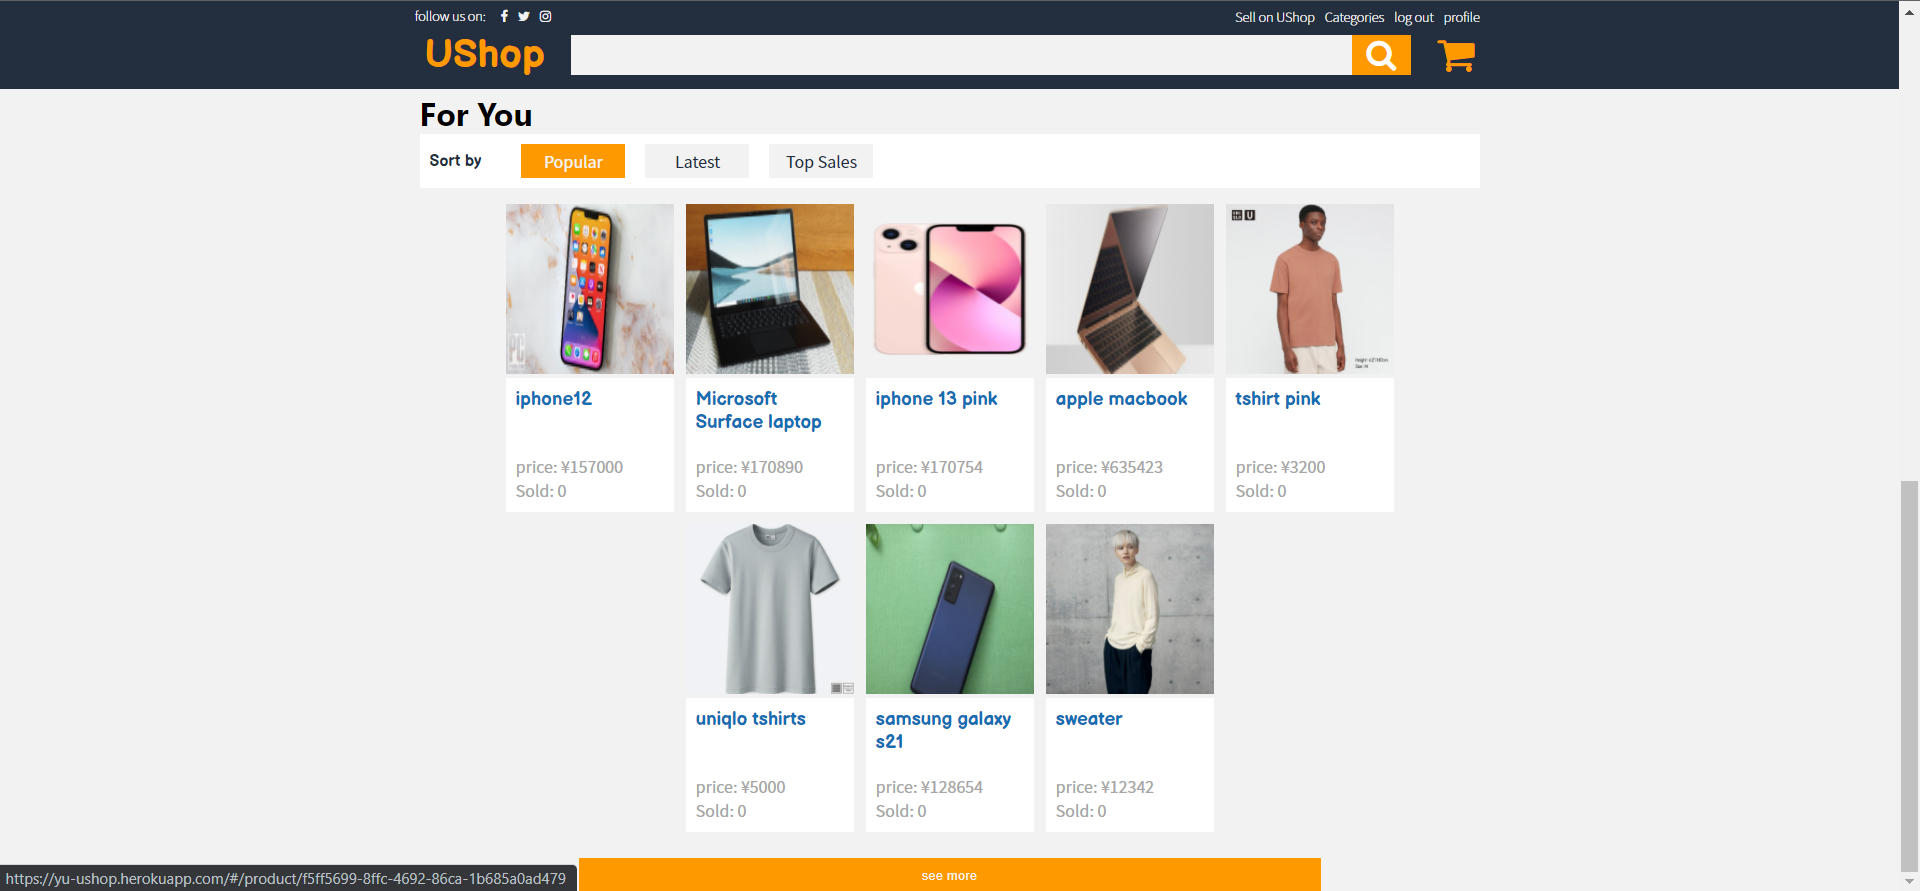 follow us on:
Sell on UShop Categories log out profile
UShop
For You
Sort by Popular Latest Top Sales
PC
U
iphone12
price: ¥157000
Sold: 0
Microsoft
Surface laptop
price: ¥170890
Sold: 0
iphone 13 pink
price: ¥170754
Sold: 0
apple macbook
price: ¥635423
Sold: 0
tshirt pink
price: ¥3200
Sold: 0
uniqlo tshirts
price: ¥5000
Sold: 0
samsung galaxy
s21
price: ¥128654
Sold: 0
sweater
price: ¥12342
Sold: 0
see more
https://yu-ushop.herokuapp.com/#/product/f5ff5699-8ffc-4692-86ca-1b685a0ad479